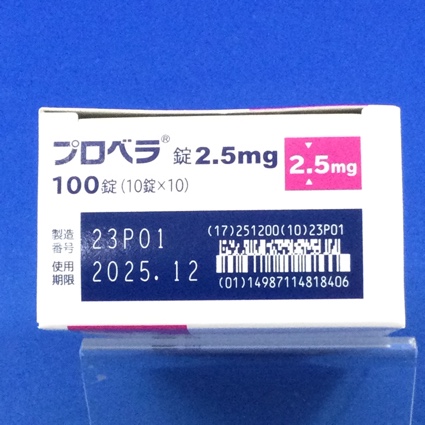 プロベラ® 錠 2.5mg
2.5mg
100錠(10錠×10)
製造番号 23P01
使用期限 2025.12
(17)251200(10)23P01
(01)14987114818406